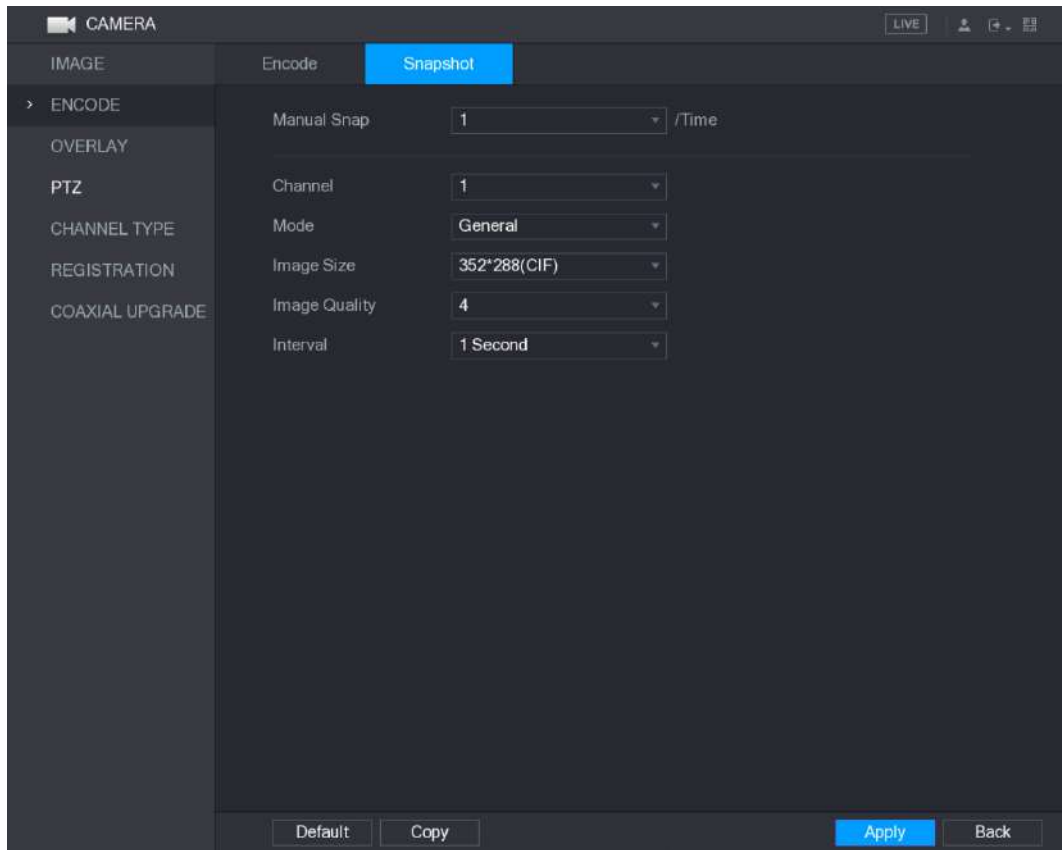 CAMERA
LIVE
IMAGE
Encode
Snapshot
ENCODE
OVERLAY
PTZ
CHANNEL TYPE
REGISTRATION
COAXIAL UPGRADE
Manual Snap 1 /Time
Channel 1
Mode General
Image Size 352*288(CIF)
Image Quality 4
Interval 1 Second
Default
Copy
Apply
Back